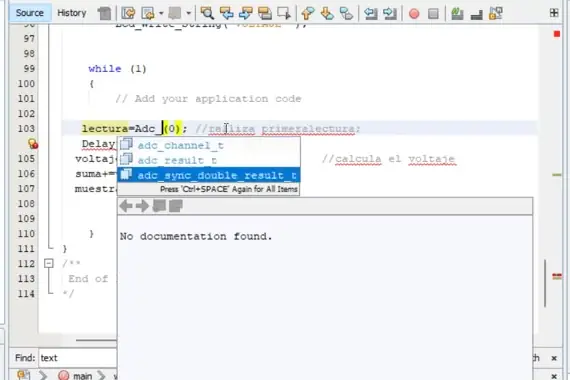 Source History
97
98
99 while (1)
100 {
101 // Add your application code
102
103 lectura=Adc_(0); //realiza primeralectura;
Delay
adc_channel_t
adc_result_t
105 voltaj //calcula el voltaje
106 suma+= adc_sync_double_result_t
107 muestra Press 'Ctrl+SPACE' Again for All Items
108
109
110 }
No documentation found.
111 }
112 /**
113 End of
114 */
Find: text
main